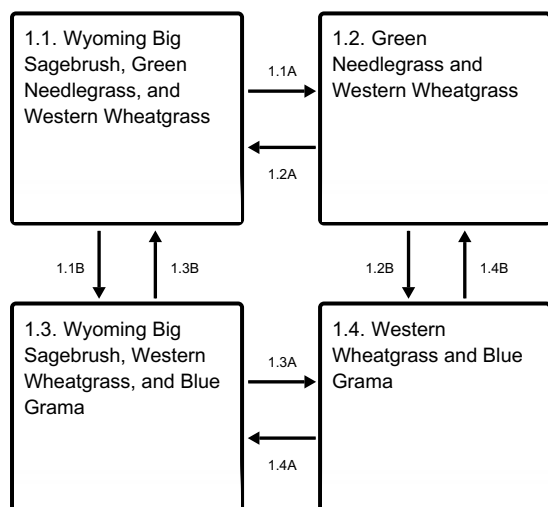 1.1. Wyoming Big
Sagebrush, Green
Needlegrass, and
Western Wheatgrass
1.1A
1.2A
1.2. Green
Needlegrass and
Western Wheatgrass
1.1B
1.3B
1.2B
1.4B
1.3. Wyoming Big
Sagebrush, Western
Wheatgrass, and Blue
Grama
1.3A
1.4A
1.4. Western
Wheatgrass and Blue
Grama